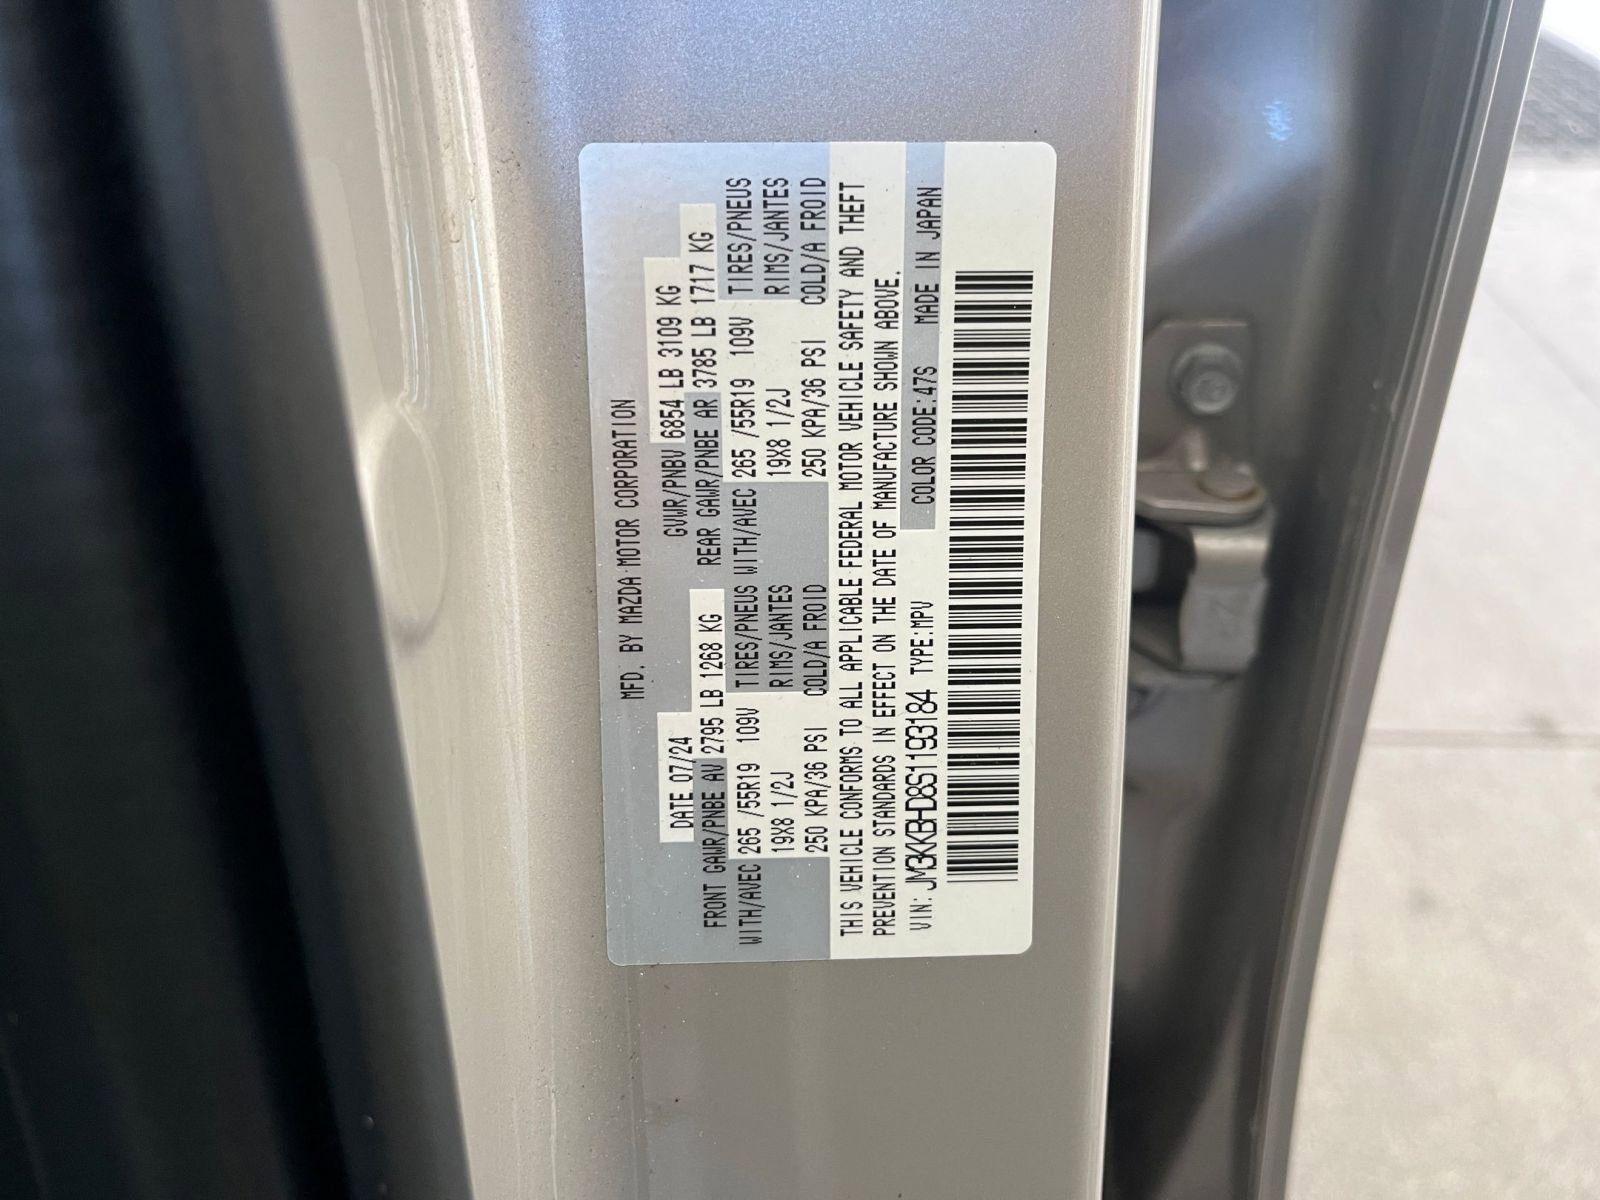 MFD. BY MAZDA MOTOR CORPORATION
DATE 07/24 GVWR/PNBV 6854 LB 3109 KG
FRONT GAWR/PNBE AV 2795 LB 1268 KG REAR GAWR/PNBE AR 3785 LB 1717 KG
WITH/AVEC 265 /55R19 109V TIRES/PNEUS WITH/AVEC 265 /55R19 109V TIRES/PNEUS
19X8 1/2J RIMS/JANTES 19X8 1/2J RIMS/JANTES
250 KPA/36 PSI COLD/A FROID 250 KPA/36 PSI COLD/A FROID
THIS VEHICLE CONFORMS TO ALL APPLICABLE FEDERAL MOTOR VEHICLE SAFETY AND THEFT
PREVENTION STANDARDS IN EFFECT ON THE DATE OF MANUFACTURE SHOWN ABOVE.
VIN: JM3KKBHD8S1193184 TYPE:MPV COLOR CODE:47S MADE IN JAPAN